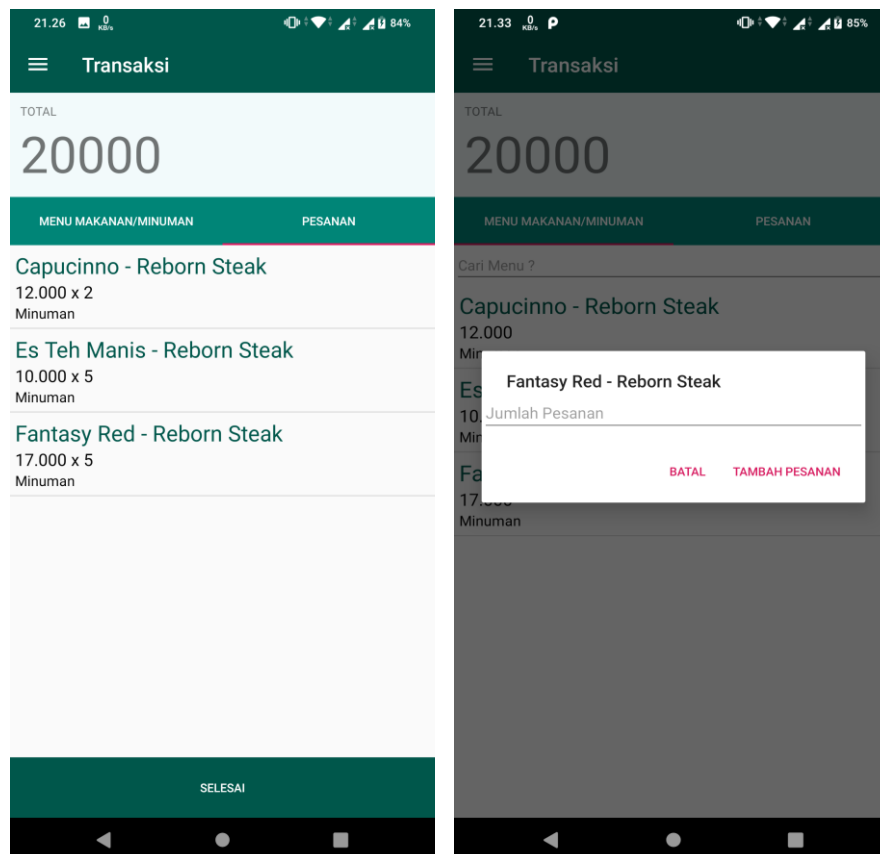 21.26 0 KB/s 84%
Transaksi
TOTAL
20000
MENU MAKANAN/MINUMAN PESANAN
Capucinno - Reborn Steak
12.000 x 2
Minuman
Es Teh Manis - Reborn Steak
10.000 x 5
Minuman
Fantasy Red - Reborn Steak
17.000 x 5
Minuman
SELESAI
21.33 0 KB/s 85%
Transaksi
TOTAL
20000
MENU MAKANAN/MINUMAN PESANAN
Cari Menu ?
Capucinno - Reborn Steak
12.000
Fantasy Red - Reborn Steak
Jumlah Pesanan
BATAL TAMBAH PESANAN
Minuman